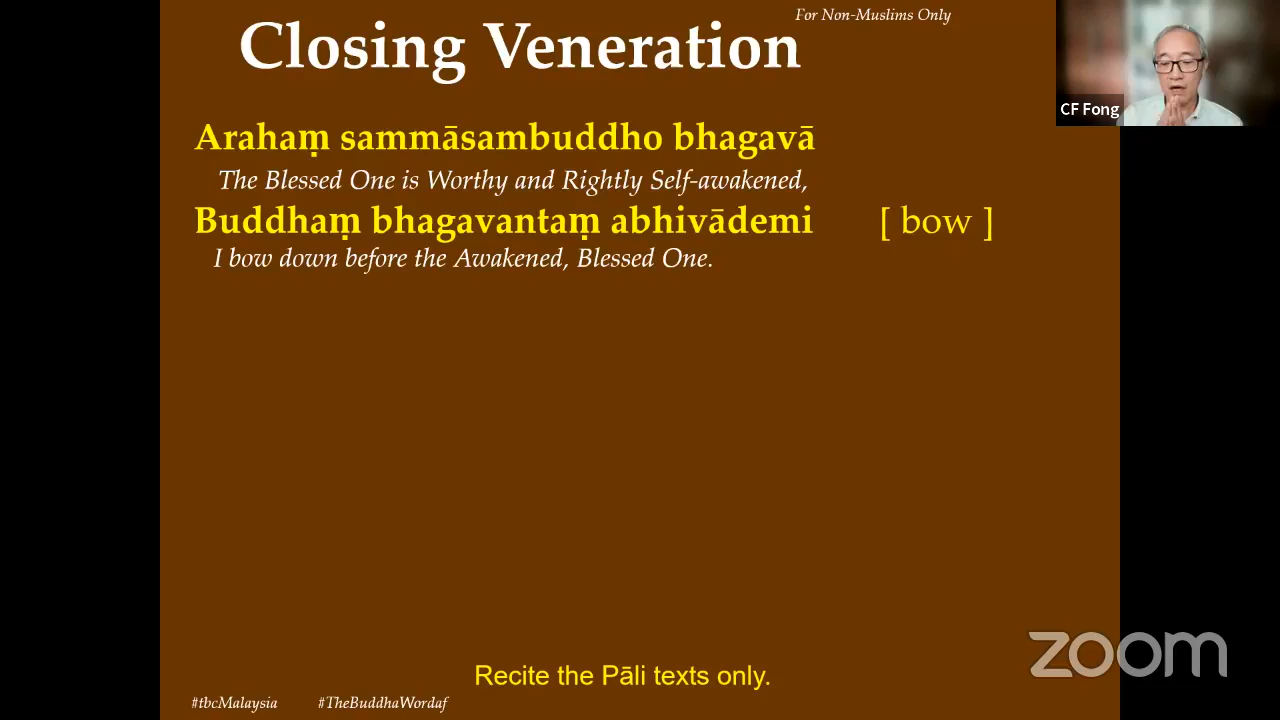 For Non-Muslims Only
Closing Veneration
CF Fong
Arahaṃ sammāsambuddho bhagavā
The Blessed One is Worthy and Rightly Self-awakened,
Buddhaṃ bhagavantaṃ abhivādemi [ bow ]
I bow down before the Awakened, Blessed One.
zoom
Recite the Pāli texts only.
#tbcMalaysia #TheBuddhaWordaf